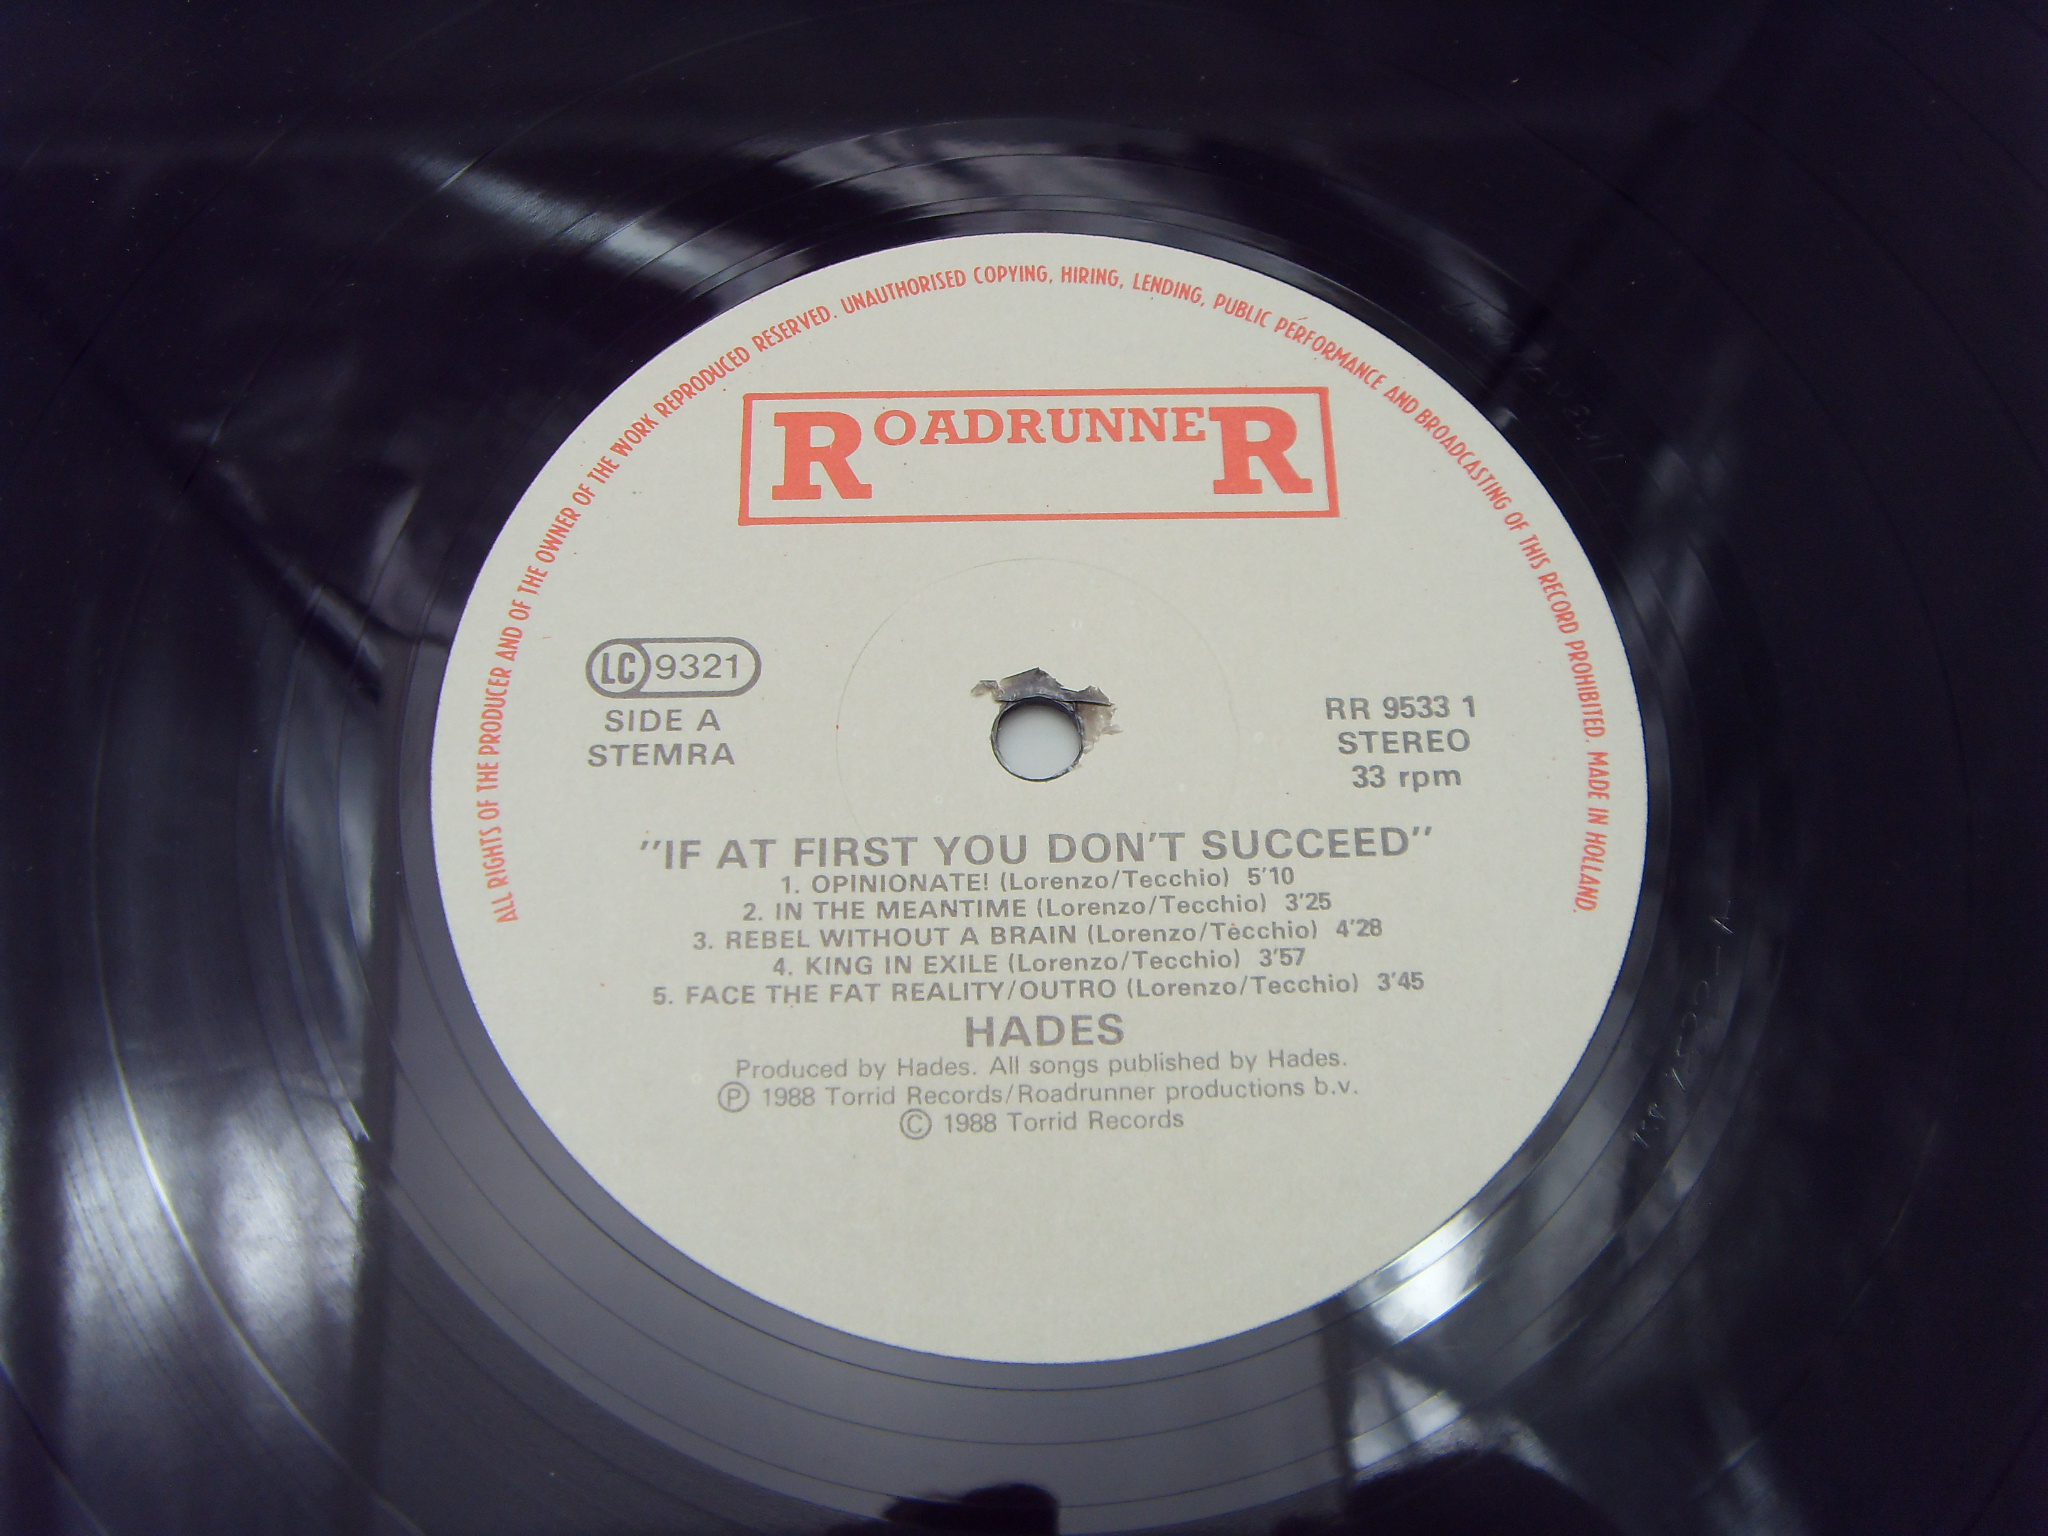 ALL RIGHTS OF THE PRODUCER AND OF THE OWNER OF THE WORK REPRODUCED RESERVED. UNAUTHORISED COPYING, HIRING, LENDING, PUBLIC PERFORMANCE AND BROADCASTING OF THIS RECORD PROHIBITED. MADE IN HOLLAND.
ROADRUNNER
LC 9321
SIDE A
STEMRA
RR 9533 1
STEREO
33 rpm
"IF AT FIRST YOU DON'T SUCCEED"
1. OPINIONATE! (Lorenzo/Tecchio) 5'10
2. IN THE MEANTIME (Lorenzo/Tecchio) 3'25
3. REBEL WITHOUT A BRAIN (Lorenzo/Tecchio) 4'28
4. KING IN EXILE (Lorenzo/Tecchio) 3'57
5. FACE THE FAT REALITY/OUTRO (Lorenzo/Tecchio) 3'45
HADES
Produced by Hades. All songs published by Hades.
Ⓟ 1988 Torrid Records/Roadrunner productions b.v.
© 1988 Torrid Records